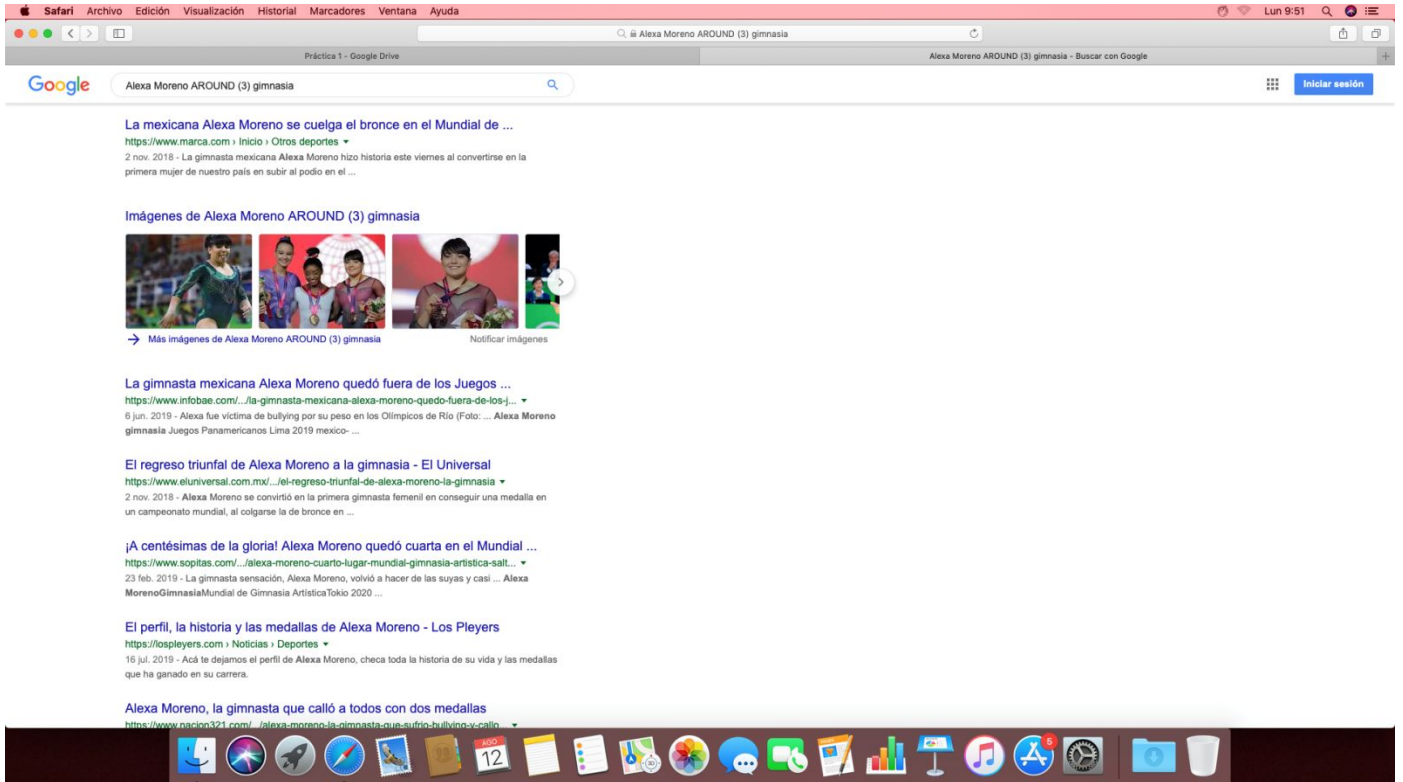 Safari Archivo Edición Visualización Historial Marcadores Ventana Ayuda Lun 9:51
Alexa Moreno AROUND (3) gimnasia
Práctica 1 - Google Drive Alexa Moreno AROUND (3) gimnasia - Buscar con Google
Google Alexa Moreno AROUND (3) gimnasia Iniciar sesión
La mexicana Alexa Moreno se cuelga el bronce en el Mundial de ...
https://www.marca.com › Inicio › Otros deportes
2 nov. 2018 - La gimnasta mexicana Alexa Moreno hizo historia este viernes al convertirse en la
primera mujer de nuestro país en subir al podio en el ...
Imágenes de Alexa Moreno AROUND (3) gimnasia
Más imágenes de Alexa Moreno AROUND (3) gimnasia Notificar imágenes
La gimnasta mexicana Alexa Moreno quedó fuera de los Juegos ...
https://www.infobae.com/.../la-gimnasta-mexicana-alexa-moreno-quedo-fuera-de-los-j...
6 jun. 2019 - Alexa fue víctima de bullying por su peso en los Olímpicos de Río (Foto: ... Alexa Moreno
gimnasia Juegos Panamericanos Lima 2019 mexico- ...
El regreso triunfal de Alexa Moreno a la gimnasia - El Universal
https://www.eluniversal.com.mx/.../el-regreso-triunfal-de-alexa-moreno-la-gimnasia
2 nov. 2018 - Alexa Moreno se convirtió en la primera gimnasta femenil en conseguir una medalla en
un campeonato mundial, al colgarse la de bronce en ...
¡A centésimas de la gloria! Alexa Moreno quedó cuarta en el Mundial ...
https://www.sopitas.com/.../alexa-moreno-cuarto-lugar-mundial-gimnasia-artistica-salt...
23 feb. 2019 - La gimnasta sensación, Alexa Moreno, volvió a hacer de las suyas y casi ... Alexa
MorenoGimnasiaMundial de Gimnasia ArtísticaTokio 2020 ...
El perfil, la historia y las medallas de Alexa Moreno - Los Pleyers
https://lospleyers.com › Noticias › Deportes
16 jul. 2019 - Acá te dejamos el perfil de Alexa Moreno, checa toda la historia de su vida y las medallas
que ha ganado en su carrera.
Alexa Moreno, la gimnasta que calló a todos con dos medallas
https://www.nacion321.com/.../alexa-moreno-la-gimnasta-que-sufrio-bullying-y-callo...
AGO
12
3D
5